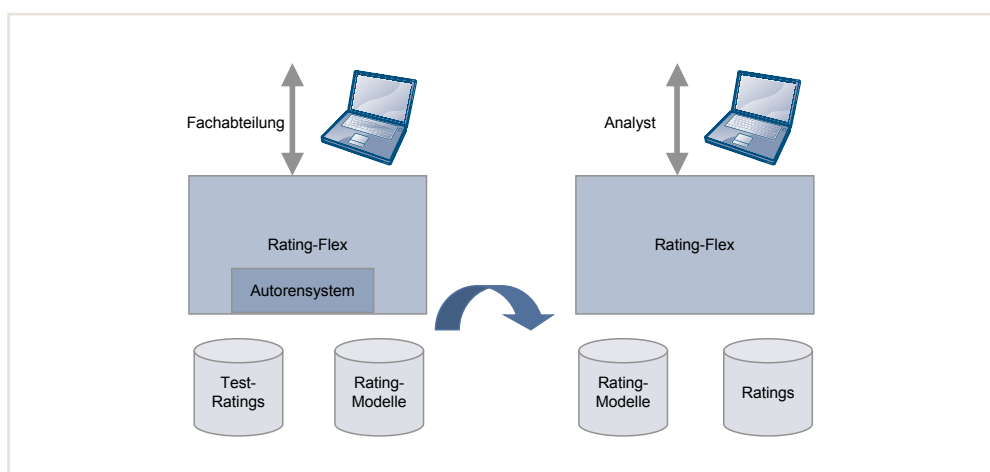 Fachabteilung
Analyst
Rating-Flex
Autorensystem
Rating-Flex
Test-
Ratings
Rating-
Modelle
Rating-
Modelle
Ratings